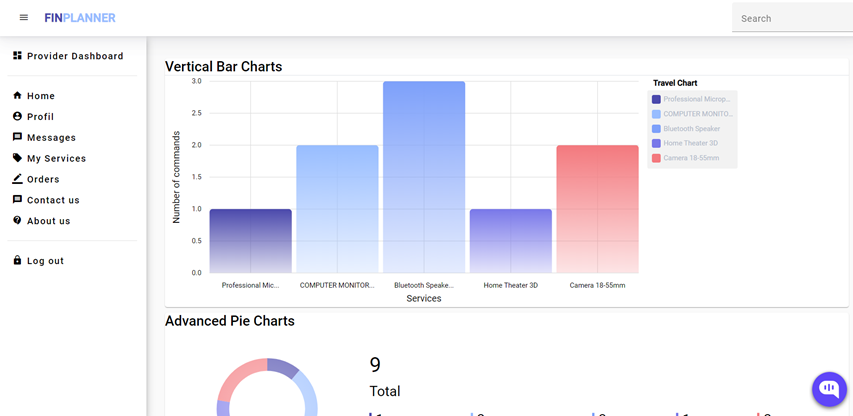 FINPLANNER
Search
Provider Dashboard
Home
Profil
Messages
My Services
Orders
Contact us
About us
Log out
Vertical Bar Charts
3.0
2.5
2.0
1.5
1.0
0.5
0.0
Number of commands
Professional Mic...
COMPUTER MONITOR...
Bluetooth Speake...
Home Theater 3D
Camera 18-55mm
Services
Travel Chart
Professional Microp...
COMPUTER MONITO...
Bluetooth Speaker
Home Theater 3D
Camera 18-55mm
Advanced Pie Charts
9
Total